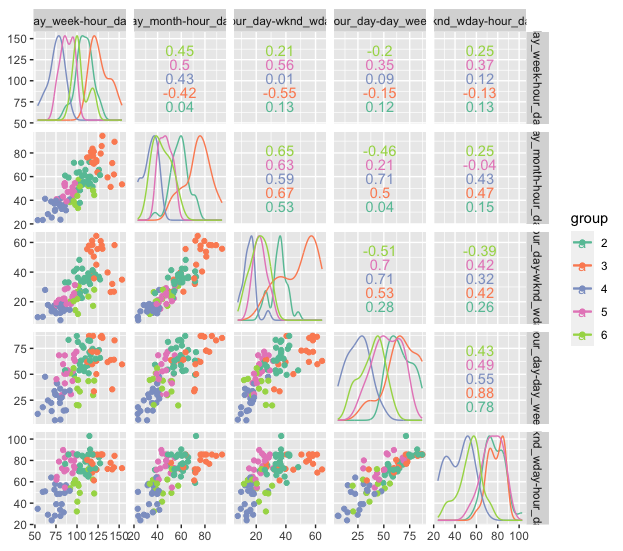 ay_week-hour_da ay_month-hour_da our_day-wknd_wda our_day-day_wee knd_wday-hour_da
150
125
100
75
50
0.45 0.21 -0.2 0.25
0.5 0.56 0.35 0.37
0.43 0.01 0.09 0.12
-0.42 -0.55 -0.15 -0.13
0.04 0.13 0.12 0.13
ay_week-hour_da
80
60
40
20
0.65 -0.46 0.25
0.63 0.21 -0.04
0.59 0.71 0.43
0.67 0.5 0.47
0.53 0.04 0.15
ay_month-hour_da
60
40
20
-0.51 -0.39
0.7 0.42
0.71 0.32
0.53 0.42
0.28 0.26
our_day-wknd_wd
75
50
25
0.43
0.49
0.55
0.88
0.78
our_day-day_wee
100
80
60
40
20
knd_wday-hour_da
50 75 100 125 150 20 40 60 80 20 40 60 25 50 75 20 40 60 80 100
group
2
3
4
5
6